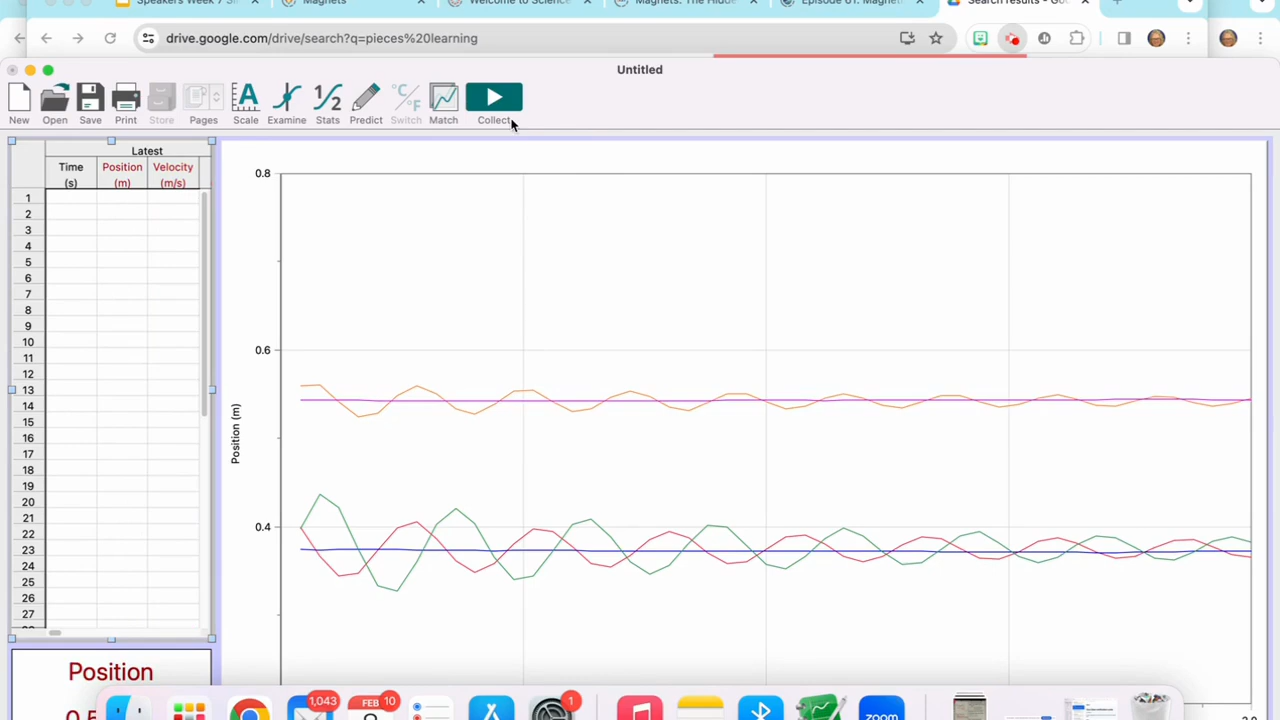 Speakers Week 7
Magnets
Welcome to Science
Magnets: The Hidde
Episode 61: Magnet
Search results - Goo
drive.google.com/drive/search?q=pieces%20learning
Untitled
New Open Save Print Store Pages Scale Examine Stats Predict Switch Match Collect
Latest
Time Position Velocity
(s) (m) (m/s)
1
2
3
4
5
6
7
8
9
10
11
12
13
14
15
16
17
18
19
20
21
22
23
24
25
26
27
0.8
0.6
0.4
Position (m)
Position
1,043
FEB 10
1
zoom